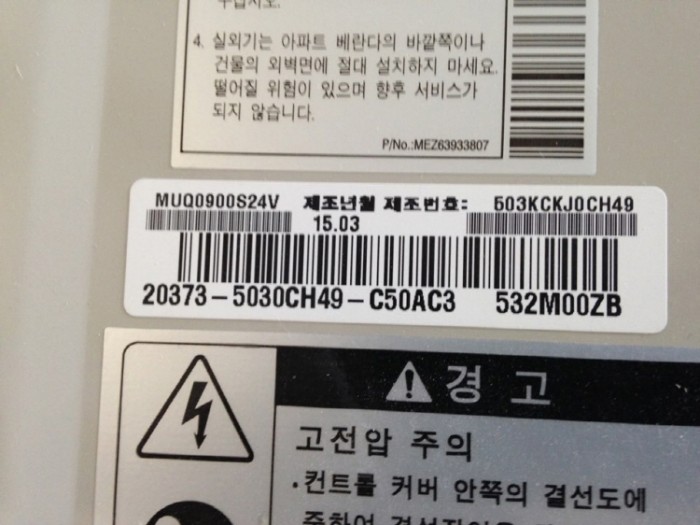 4. 실외기는 아파트 베란다의 바깥쪽이나
건물의 외벽면에 절대 설치하지 마세요.
떨어질 위험이 있으며 향후 서비스가
되지 않습니다.
P/No.:MEZ63933807
MUQ0900S24V 제조년월 제조번호: 503KCKJ0CH49
15.03
20373-5030CH49-C50AC3 532M00ZB
경 고
고전압 주의
·컨트롤 커버 안쪽의 결선도에